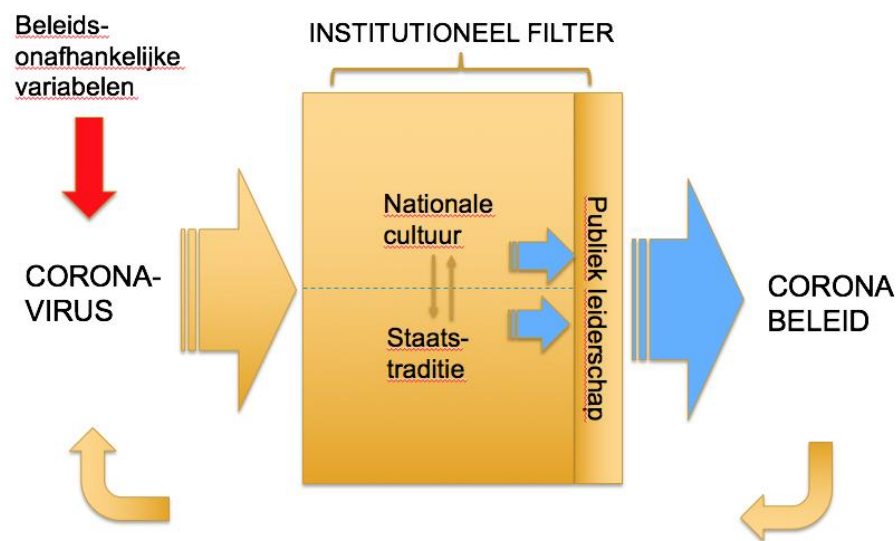 Beleids-
onafhankelijke
variabelen
INSTITUTIONEEL FILTER
Nationale
cultuur
Staats-
traditie
Publiek leiderschap
CORONA-
VIRUS
CORONA
BELEID